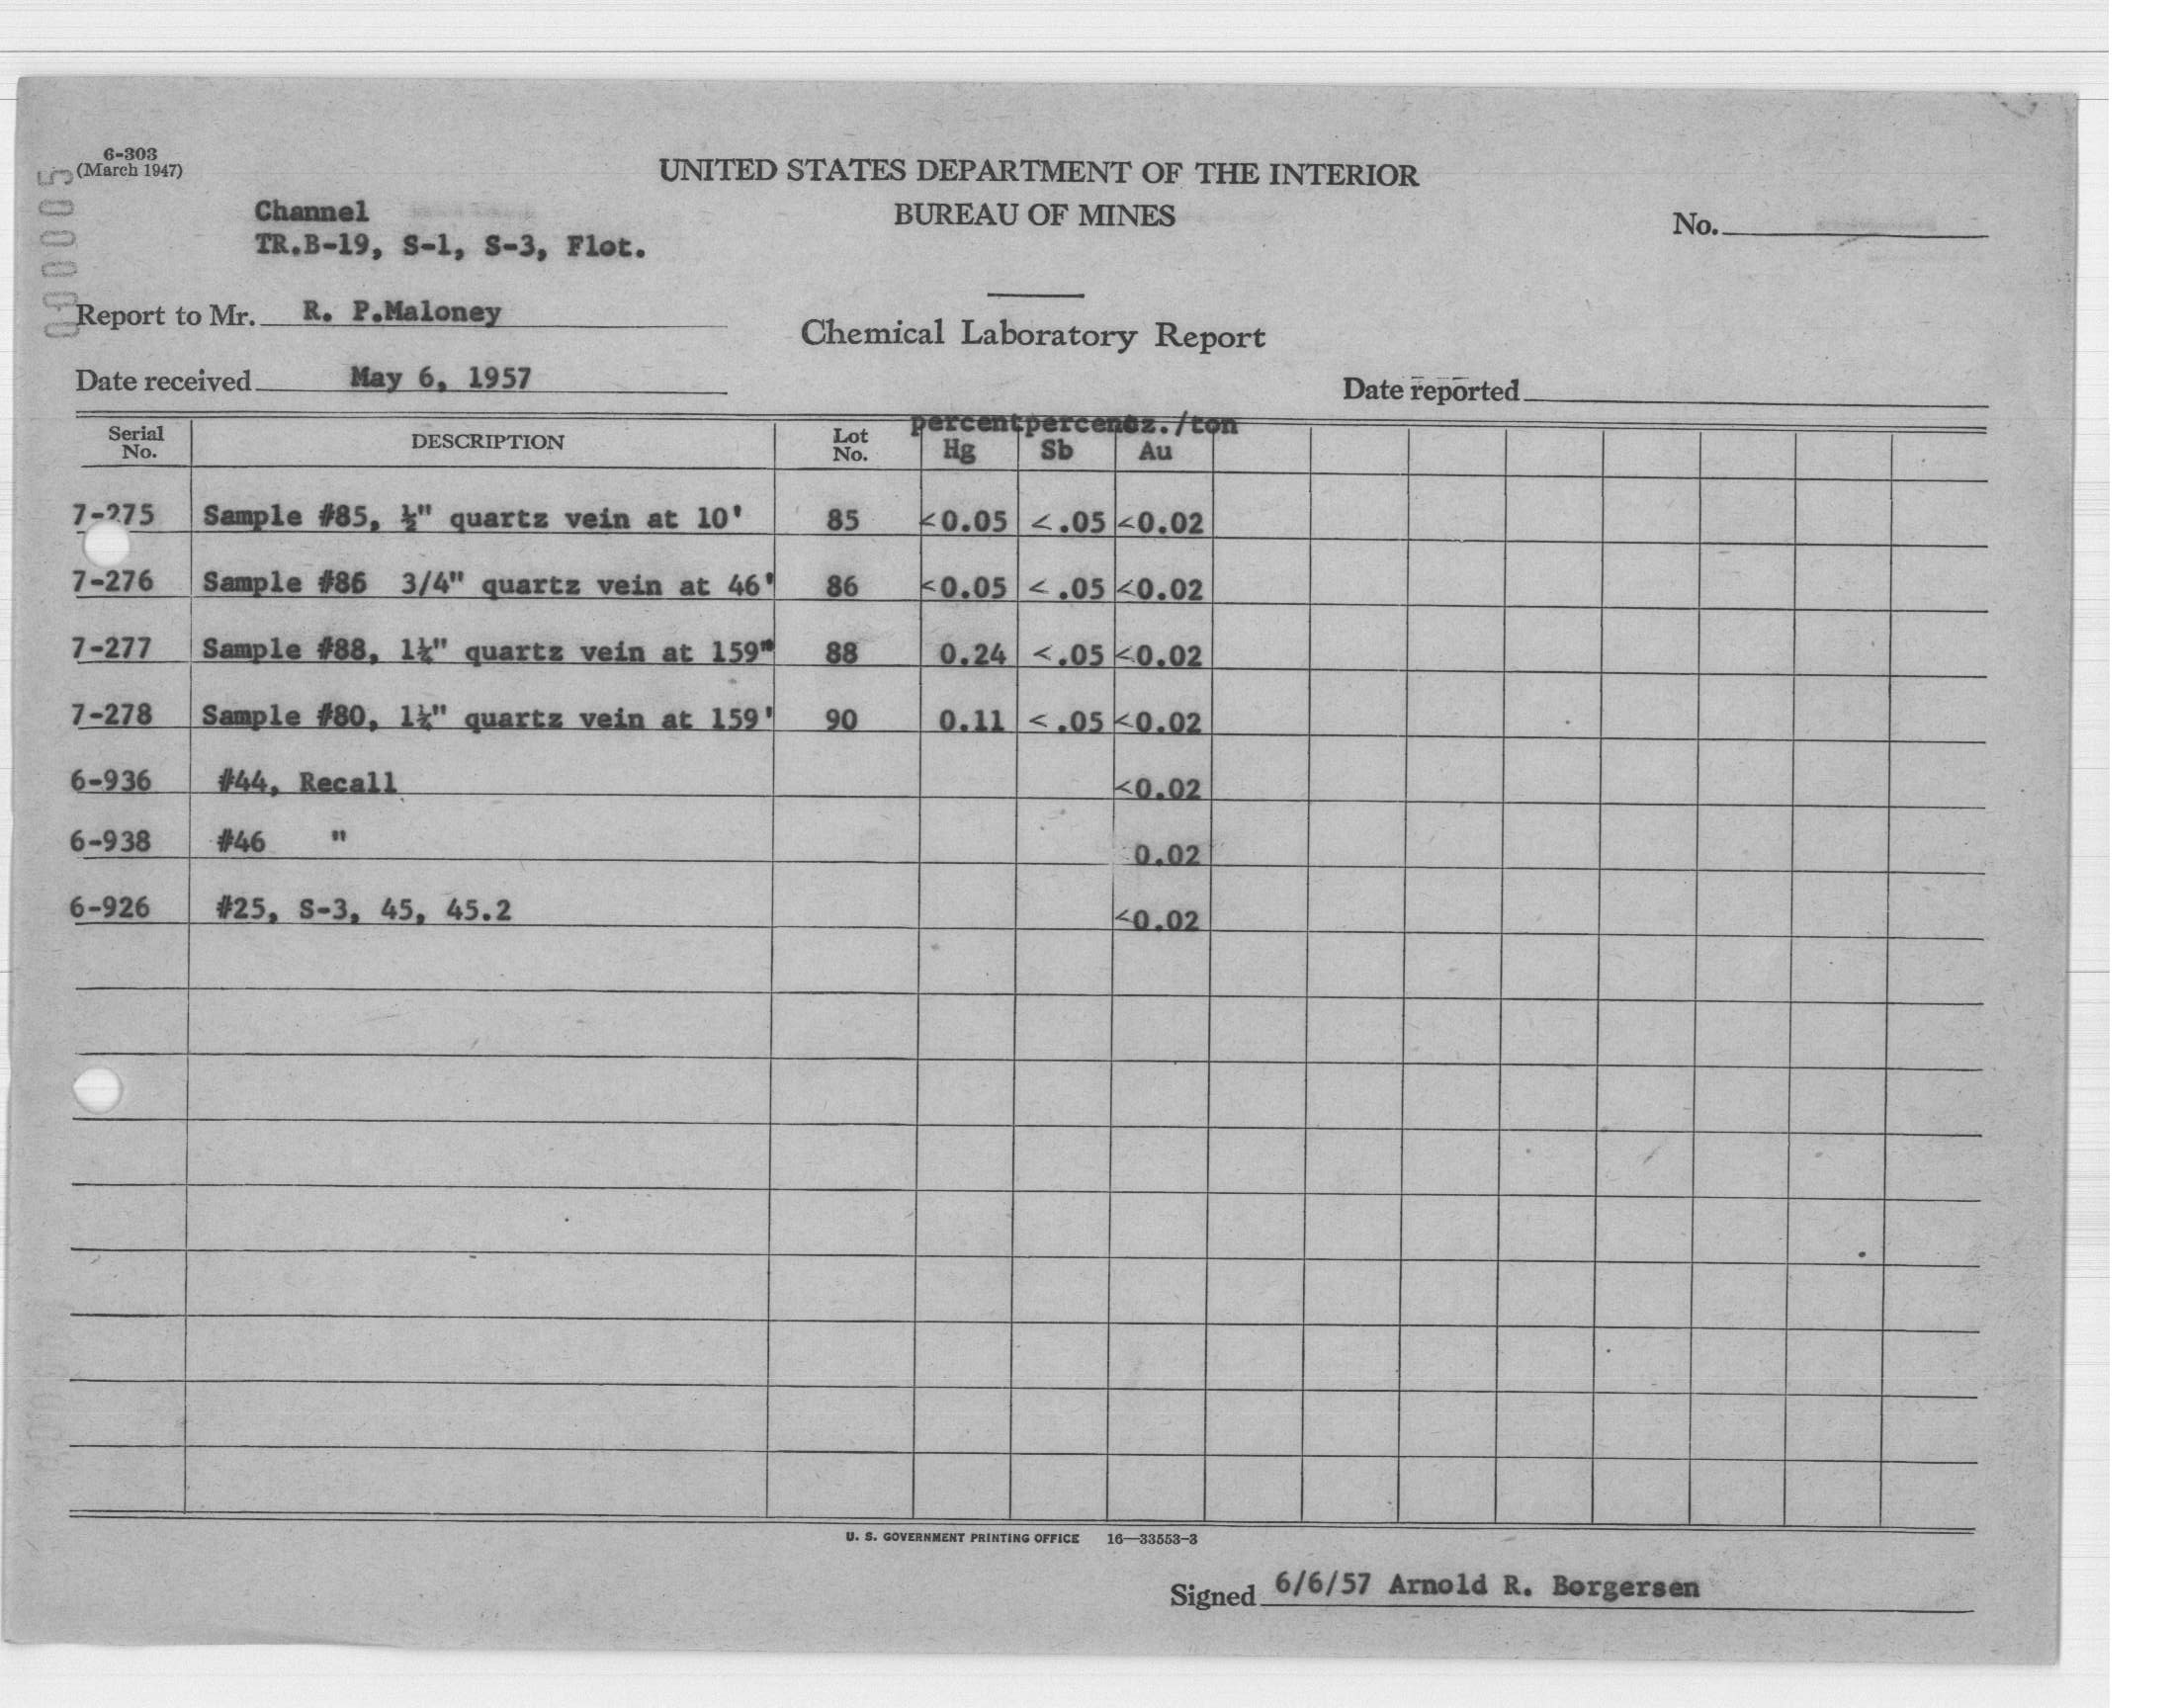 6-303
(March 1947)
000005
UNITED STATES DEPARTMENT OF THE INTERIOR
BUREAU OF MINES
Channel
TR.B-19, S-1, S-3, Flot.
No.
Report to Mr. R. P.Maloney
Chemical Laboratory Report
Date received May 6, 1957
Date reported
percent percent oz./ton
Serial No. DESCRIPTION Lot No. Hg Sb Au
7-275 Sample #85, ½" quartz vein at 10' 85 <0.05 <.05 <0.02
7-276 Sample #86 3/4" quartz vein at 46' 86 <0.05 <.05 <0.02
7-277 Sample #88, 1¼" quartz vein at 159" 88 0.24 <.05 <0.02
7-278 Sample #80, 1¼" quartz vein at 159' 90 0.11 <.05 <0.02
6-936 #44, Recall <0.02
6-938 #46 " 0.02
6-926 #25, S-3, 45, 45.2 <0.02
U. S. GOVERNMENT PRINTING OFFICE 16—33553-3
Signed 6/6/57 Arnold R. Borgersen